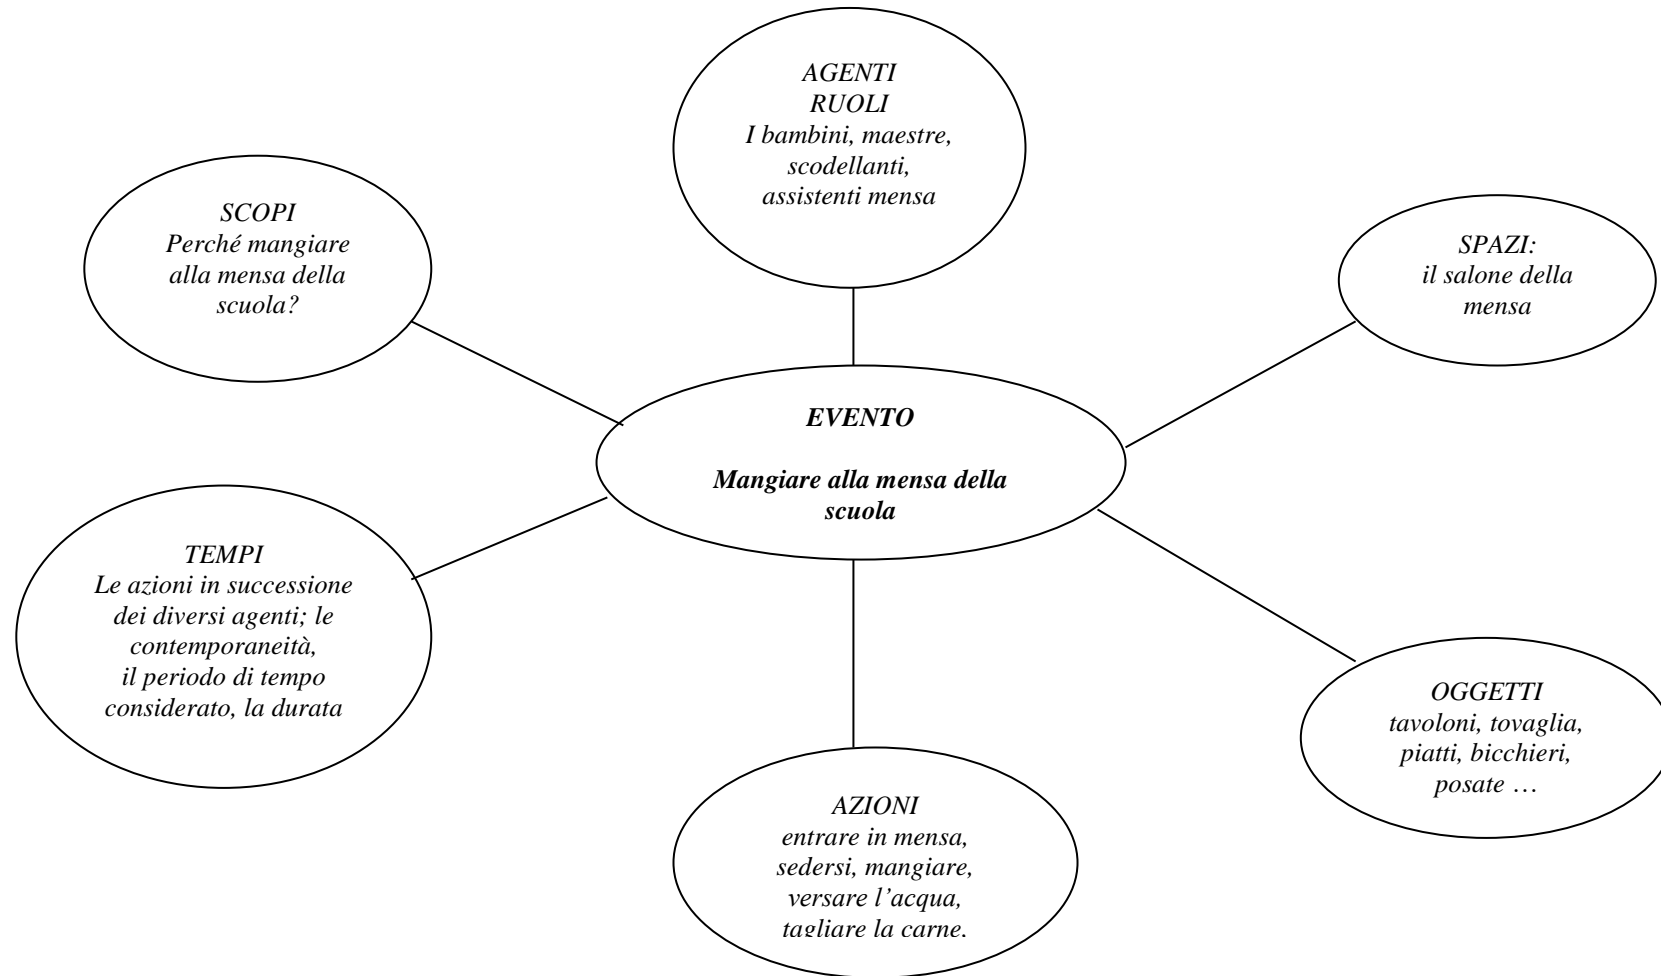 AGENTI
RUOLI
I bambini, maestre,
scodellanti,
assistenti mensa
SCOPI
Perché mangiare
alla mensa della
scuola?
SPAZI:
il salone della
mensa
EVENTO
Mangiare alla mensa della
scuola
TEMPI
Le azioni in successione
dei diversi agenti; le
contemporaneità,
il periodo di tempo
considerato, la durata
OGGETTI
tavoloni, tovaglia,
piatti, bicchieri,
posate …
AZIONI
entrare in mensa,
sedersi, mangiare,
versare l’acqua,
tagliare la carne.